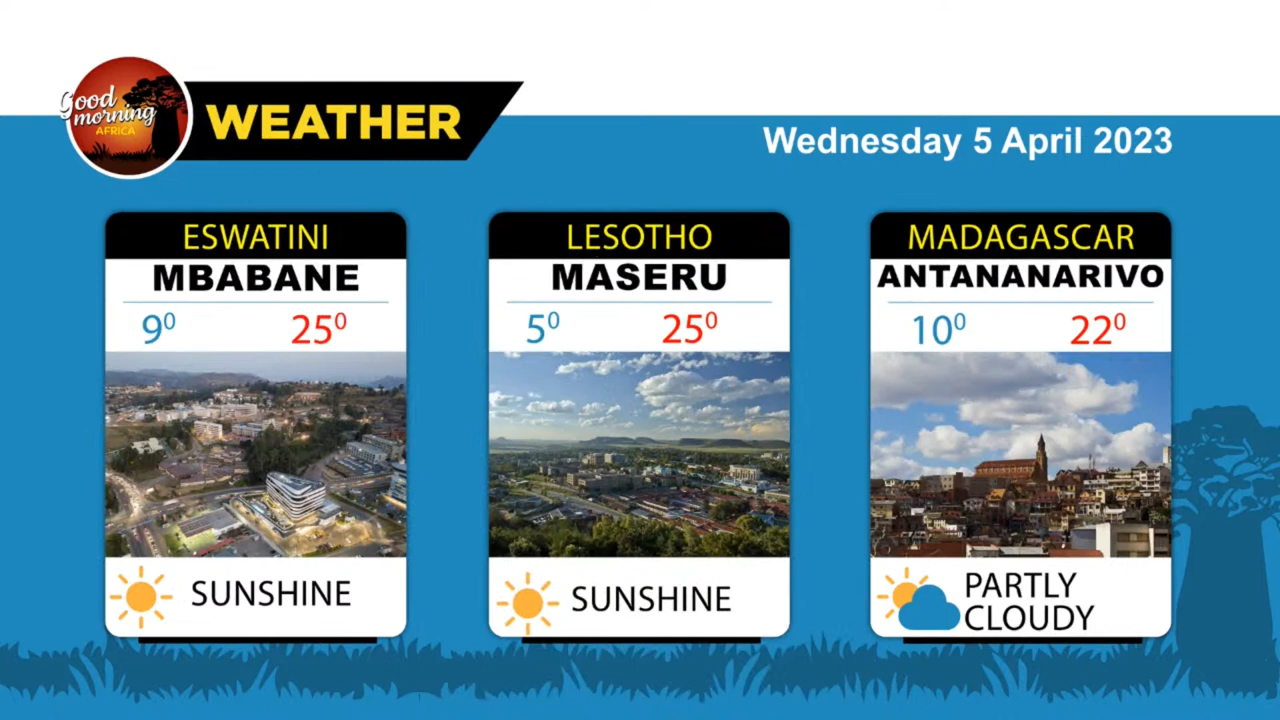 Good
morning
AFRICA
WEATHER
Wednesday 5 April 2023
ESWATINI
MBABANE
9⁰ 25⁰
SUNSHINE
LESOTHO
MASERU
5⁰ 25⁰
SUNSHINE
MADAGASCAR
ANTANANARIVO
10⁰ 22⁰
PARTLY
CLOUDY